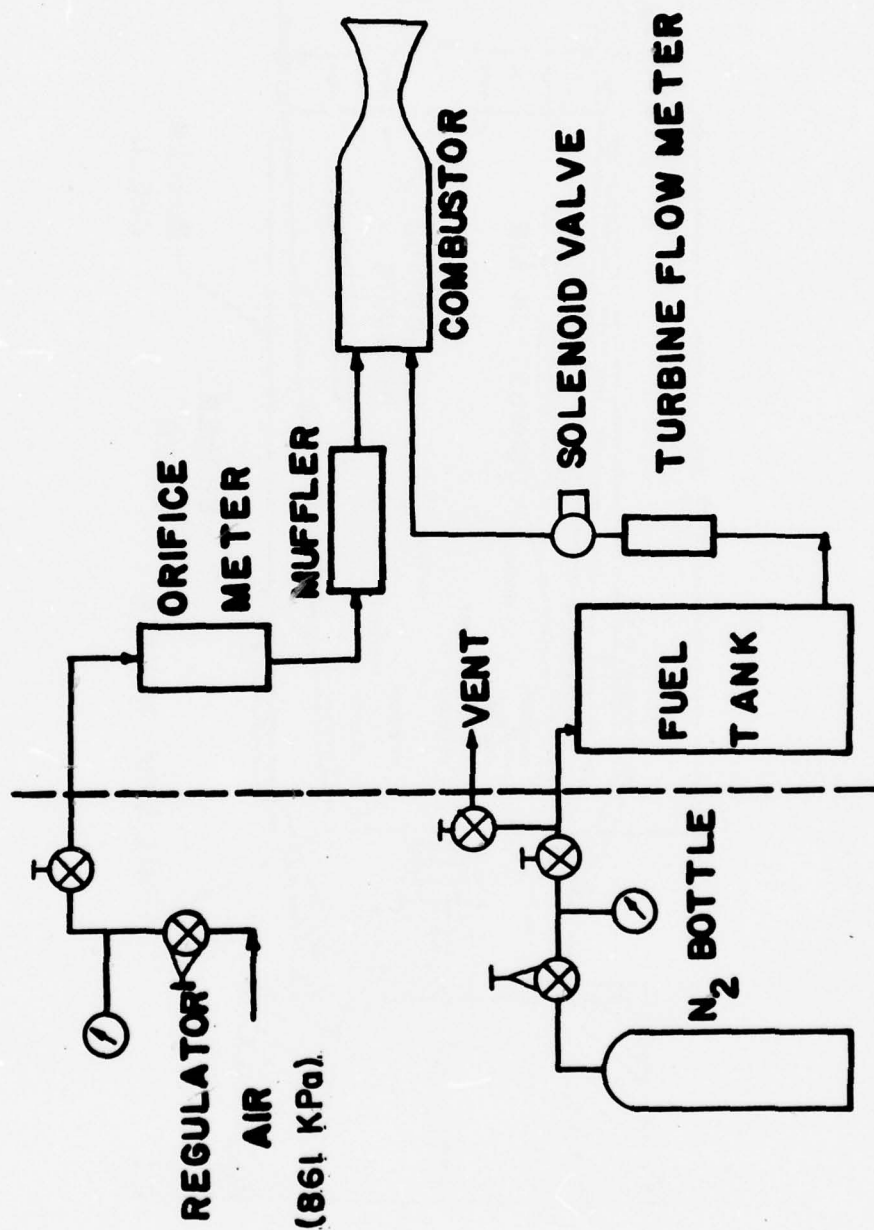 ORIFICE
METER
MUFFLER
COMBUSTOR
REGULATOR
AIR
(861 KPa)
VENT
SOLENOID VALVE
TURBINE FLOW METER
FUEL
TANK
N₂ BOTTLE